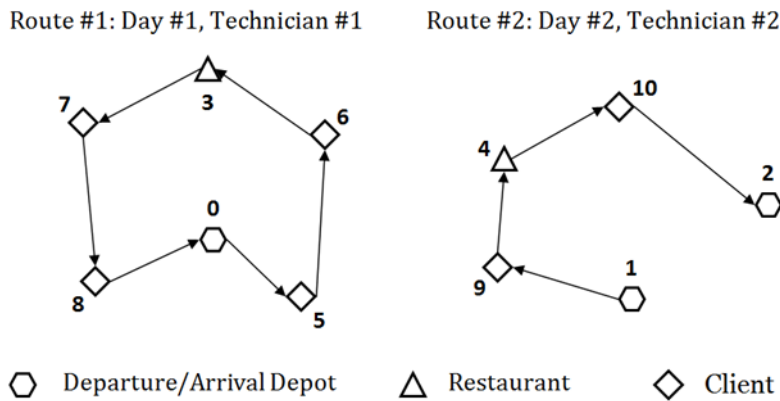 Route #1: Day #1, Technician #1
Route #2: Day #2, Technician #2
3
7
6
0
8
5
10
4
2
9
1
Departure/Arrival Depot
Restaurant
Client